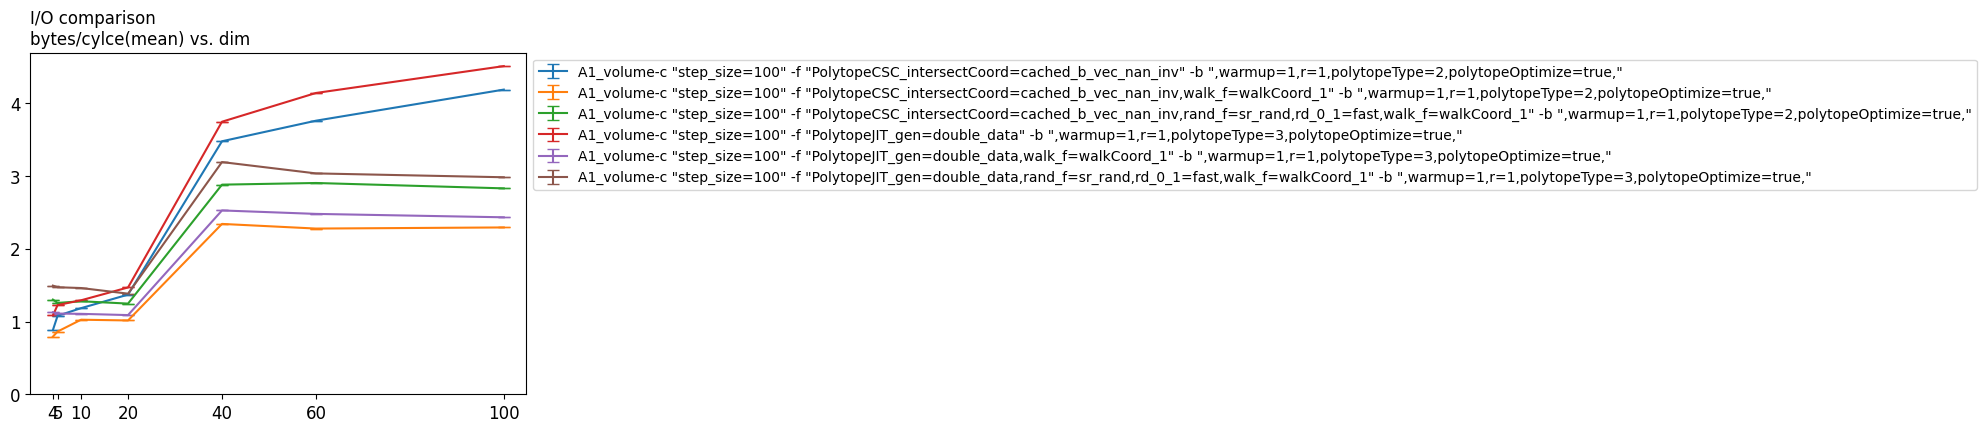 I/O comparison
bytes/cylce(mean) vs. dim
A1_volume-c "step_size=100" -f "PolytopeCSC_intersectCoord=cached_b_vec_nan_inv" -b ",warmup=1,r=1,polytopeType=2,polytopeOptimize=true,"
A1_volume-c "step_size=100" -f "PolytopeCSC_intersectCoord=cached_b_vec_nan_inv,walk_f=walkCoord_1" -b ",warmup=1,r=1,polytopeType=2,polytopeOptimize=true,"
A1_volume-c "step_size=100" -f "PolytopeCSC_intersectCoord=cached_b_vec_nan_inv,rand_f=sr_rand,rd_0_1=fast,walk_f=walkCoord_1" -b ",warmup=1,r=1,polytopeType=2,polytopeOptimize=true,"
A1_volume-c "step_size=100" -f "PolytopeJIT_gen=double_data" -b ",warmup=1,r=1,polytopeType=3,polytopeOptimize=true,"
A1_volume-c "step_size=100" -f "PolytopeJIT_gen=double_data,walk_f=walkCoord_1" -b ",warmup=1,r=1,polytopeType=3,polytopeOptimize=true,"
A1_volume-c "step_size=100" -f "PolytopeJIT_gen=double_data,rand_f=sr_rand,rd_0_1=fast,walk_f=walkCoord_1" -b ",warmup=1,r=1,polytopeType=3,polytopeOptimize=true,"
4
3
2
1
0
4 5 10 20 40 60 100